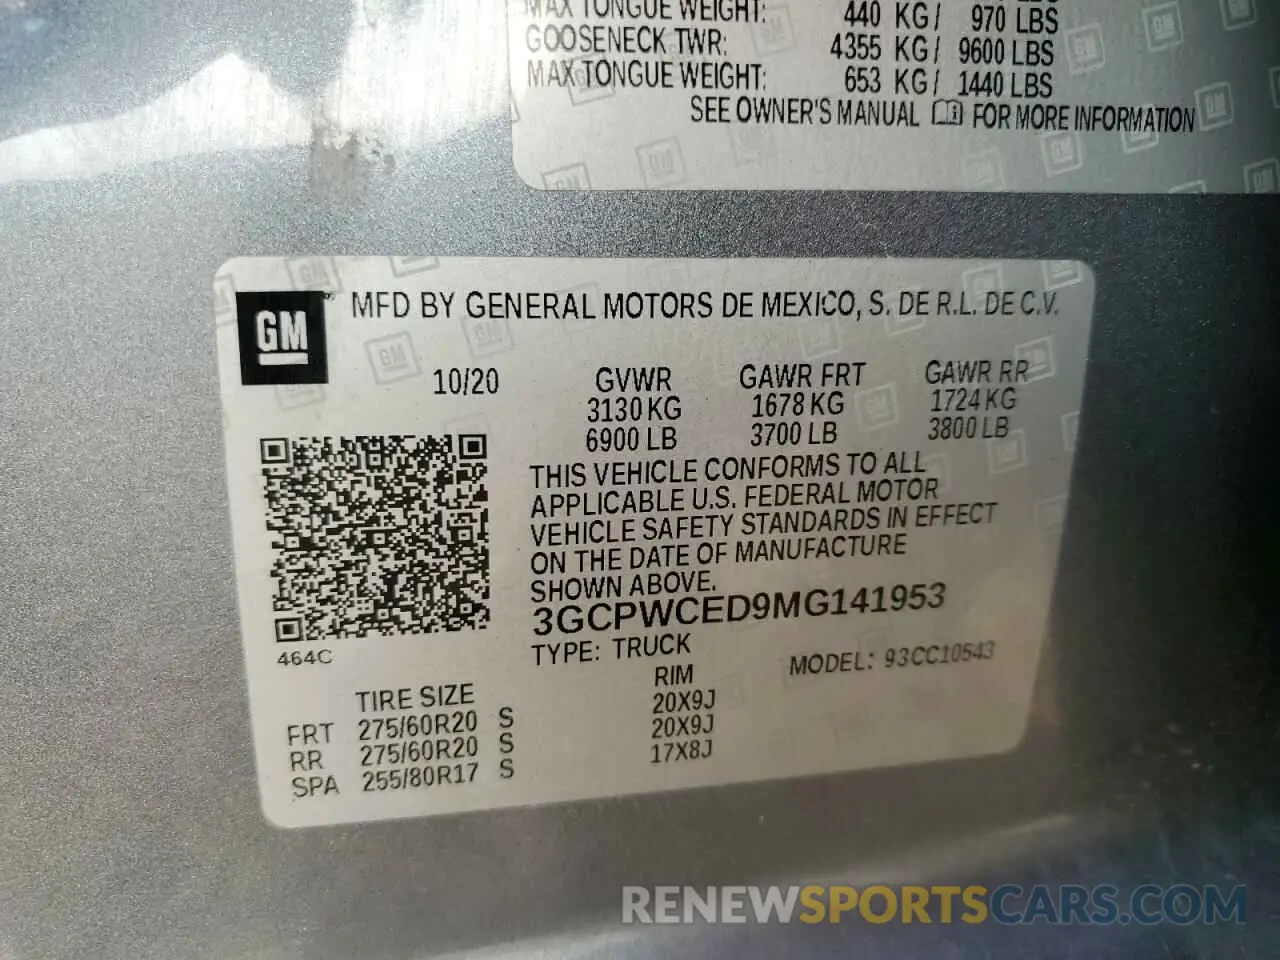 MAX TONGUE WEIGHT: 440 KG/ 970 LBS
GOOSENECK TWR: 4355 KG/ 9600 LBS
MAX TONGUE WEIGHT: 653 KG/ 1440 LBS
SEE OWNER'S MANUAL FOR MORE INFORMATION
GM
MFD BY GENERAL MOTORS DE MEXICO, S. DE R.L. DE C.V.
10/20 GVWR GAWR FRT GAWR RR
3130 KG 1678 KG 1724 KG
6900 LB 3700 LB 3800 LB
THIS VEHICLE CONFORMS TO ALL
APPLICABLE U.S. FEDERAL MOTOR
VEHICLE SAFETY STANDARDS IN EFFECT
ON THE DATE OF MANUFACTURE
SHOWN ABOVE.
3GCPWCED9MG141953
464C
TYPE: TRUCK MODEL: 93CC10543
TIRE SIZE RIM
FRT 275/60R20 S 20X9J
RR 275/60R20 S 20X9J
SPA 255/80R17 S 17X8J
RENEWSPORTSCARS.COM